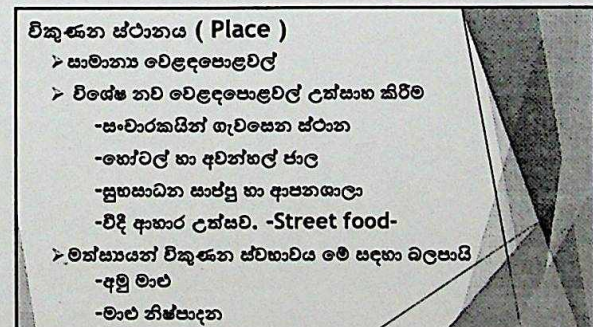 විකුණන ස්ථානය ( Place )
➢ සාමාන්‍ය වෙළඳපොළවල්
➢ විශේෂ නව වෙළඳපොළවල් උත්සාහ කිරීම
-සංචාරකයින් ගැවසෙන ස්ථාන
-හෝටල් හා අවන්හල් ජාල
-සුභසාධන සාප්පු හා ආපනශාලා
-වීදි ආහාර උත්සව. -Street food-
➢ මත්ස්‍යයන් විකුණන ස්වභාවය මේ සඳහා බලපායි
-අමු මාළු
-මාළු නිෂ්පාදන